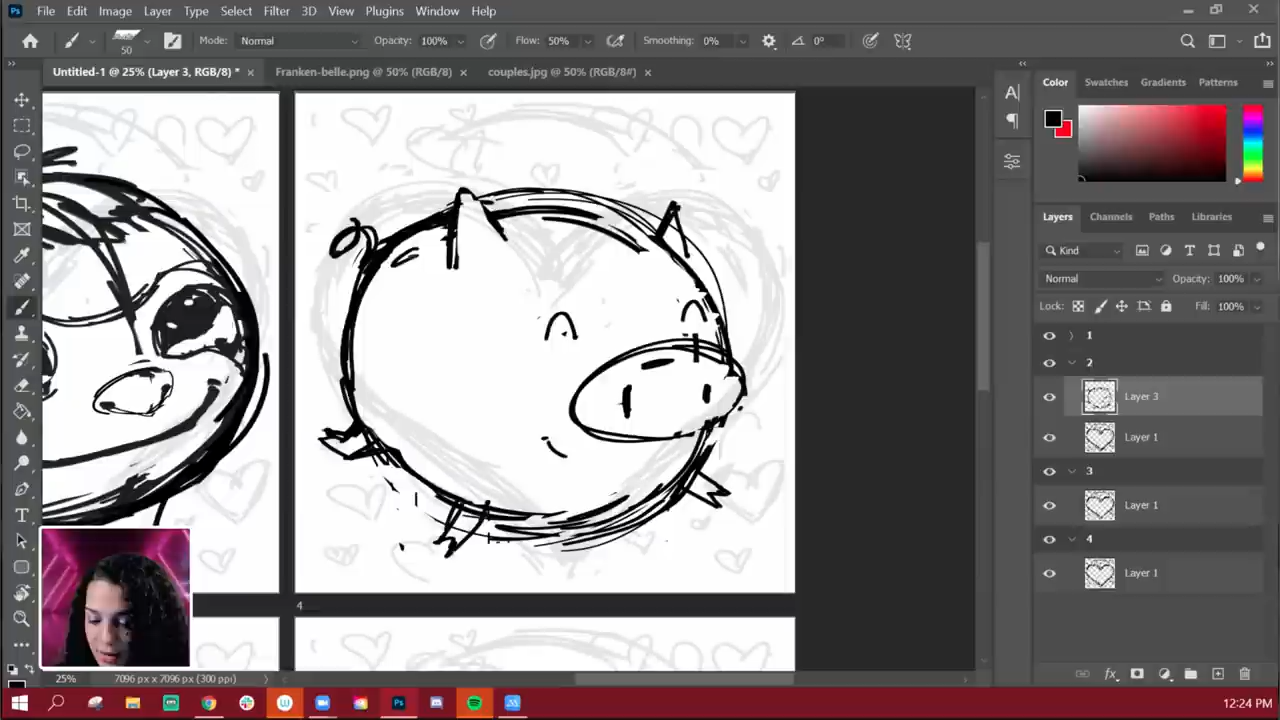 Ps File Edit Image Layer Type Select Filter 3D View Plugins Window Help
50 Mode: Normal Opacity: 100% Flow: 50% Smoothing: 0% 0°
Untitled-1 @ 25% (Layer 3, RGB/8) * × Franken-belle.png @ 50% (RGB/8) × couples.jpg @ 50% (RGB/8#) ×
Color Swatches Gradients Patterns
Layers Channels Paths Libraries
Kind
Normal Opacity: 100%
Lock: Fill: 100%
1
2
Layer 3
Layer 1
3
Layer 1
4
Layer 1
4
25% 7096 px x 7096 px (300 ppi)
12:24 PM